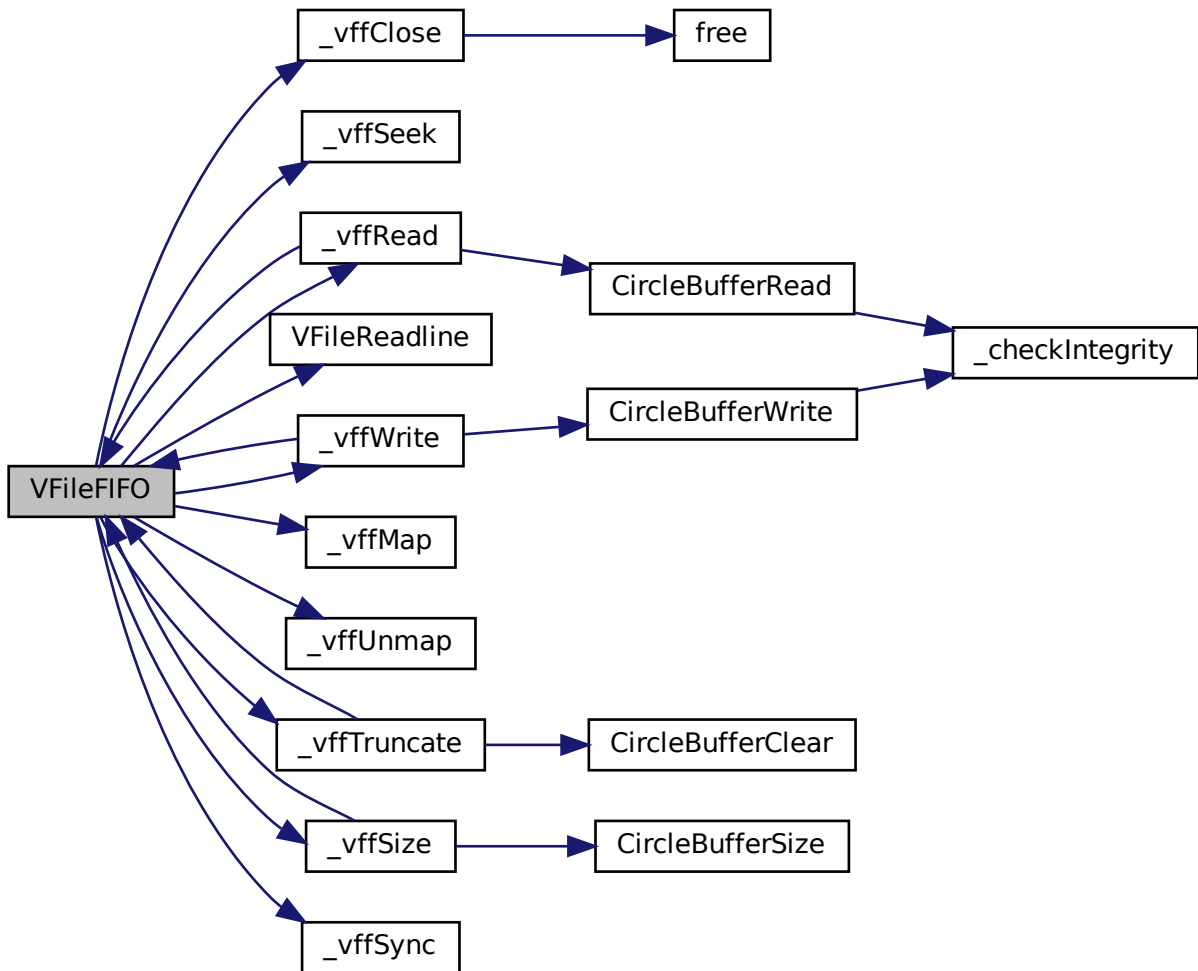 _vffClose
free
_vffSeek
_vffRead
CircleBufferRead
VFileReadline
_checkIntegrity
_vffWrite
CircleBufferWrite
VFileFIFO
_vffMap
_vffUnmap
_vffTruncate
CircleBufferClear
_vffSize
CircleBufferSize
_vffSync